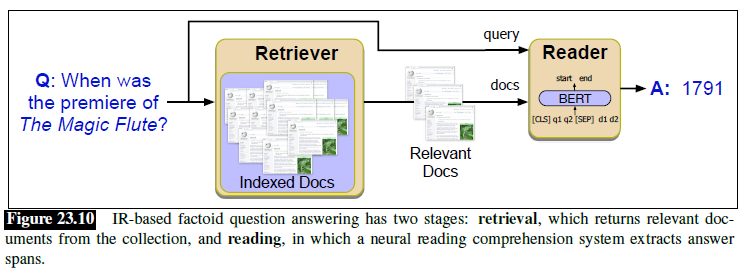 Q: When was
the premiere of
The Magic Flute?
Retriever
Indexed Docs
query
docs
Relevant
Docs
Reader
start end
BERT
[CLS] q1 q2 [SEP] d1 d2
A: 1791
Figure 23.10 IR-based factoid question answering has two stages: retrieval, which returns relevant doc-
uments from the collection, and reading, in which a neural reading comprehension system extracts answer
spans.